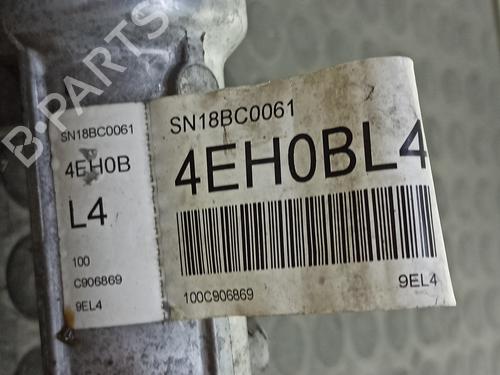 B-PARTS
SN18BC0061
4EH0B
L4
100
C906869
9EL4
SN18BC0061
4EH0BL4
100C906869
9EL4